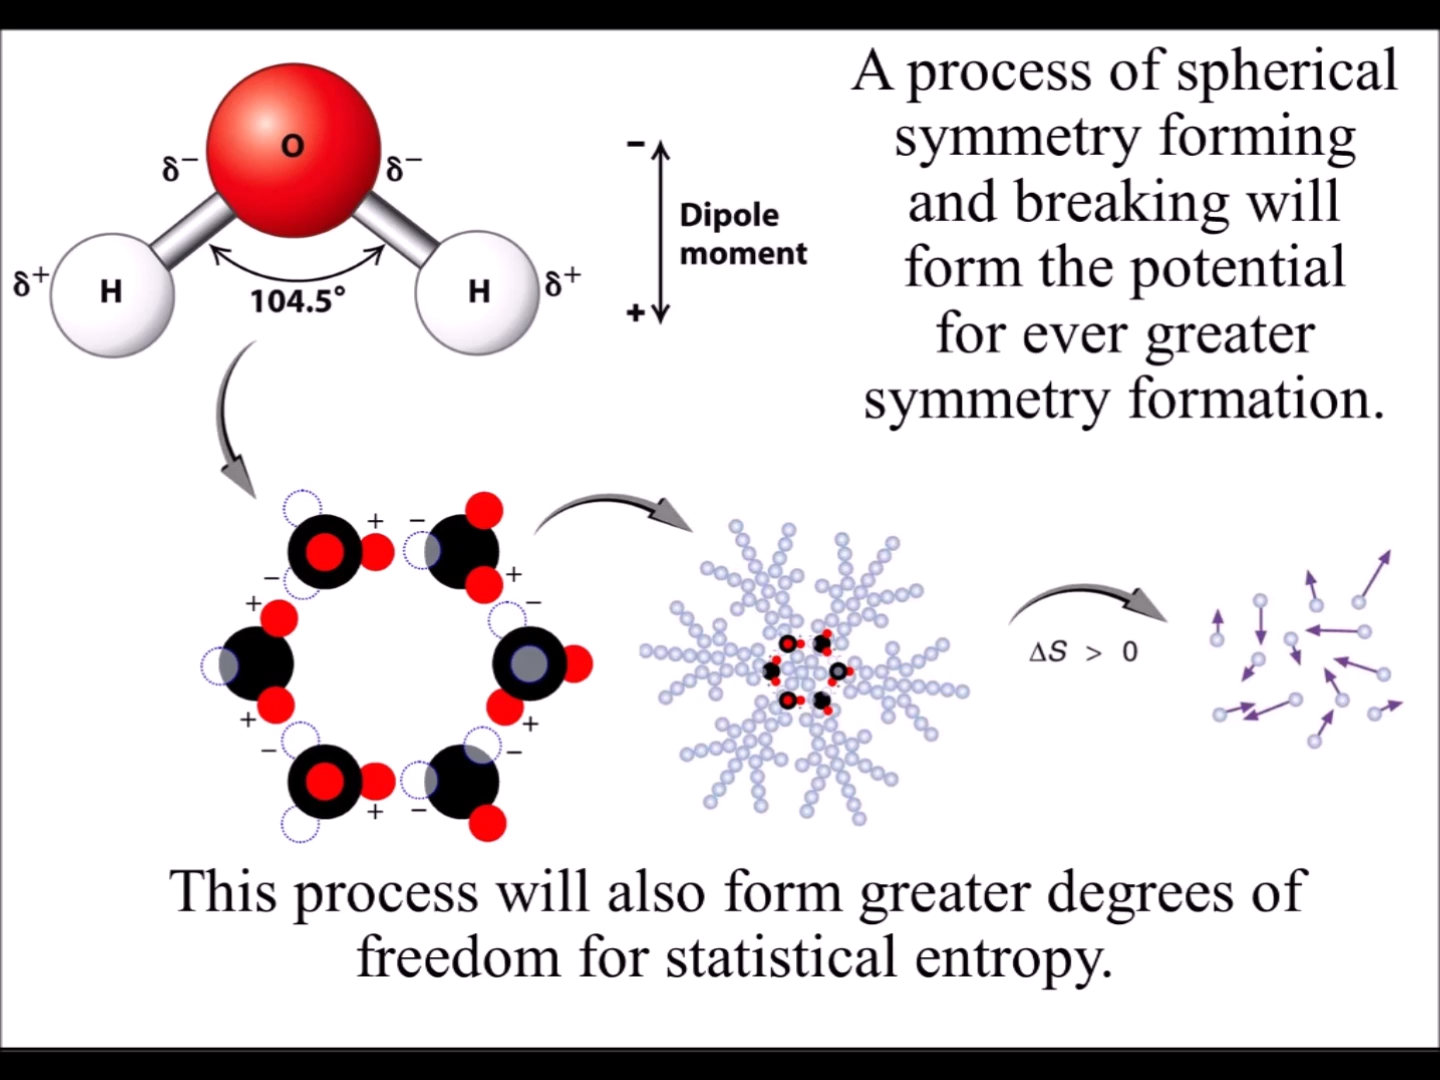 A process of spherical
symmetry forming
and breaking will
form the potential
for ever greater
symmetry formation.
O
δ− δ−
δ+ H H δ+
104.5°
−
Dipole
moment
+
+ −
− +
+ −
+ +
− −
+ −
ΔS > 0
This process will also form greater degrees of
freedom for statistical entropy.